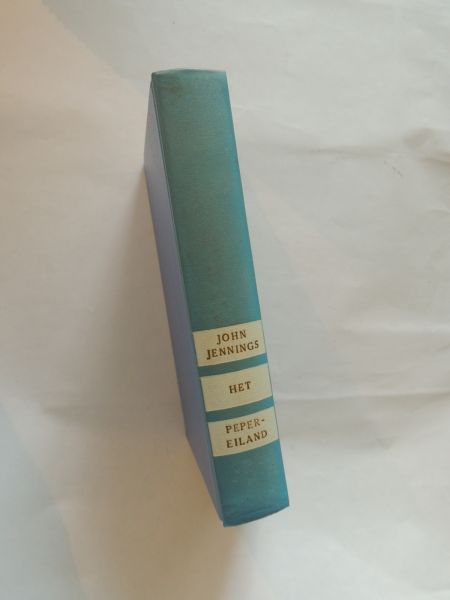 JOHN
JENNINGS
HET
PEPER-
EILAND